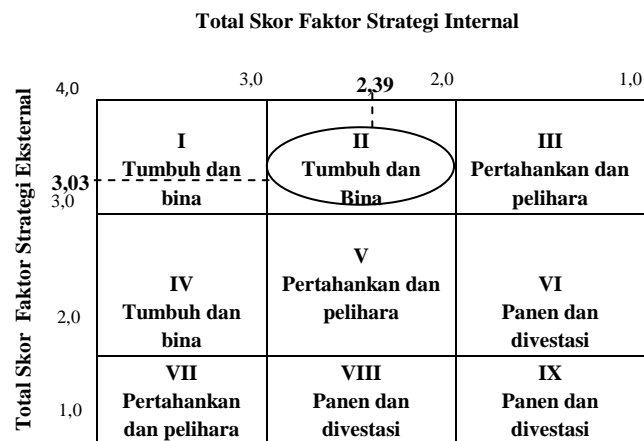 Total Skor Faktor Strategi Internal
Total Skor Faktor Strategi Eksternal
4,0
3,0
2,39
2,0
1,0
I
Tumbuh dan
bina
II
Tumbuh dan
Bina
III
Pertahankan dan
pelihara
3,03
3,0
IV
Tumbuh dan
bina
V
Pertahankan dan
pelihara
VI
Panen dan
divestasi
2,0
VII
Pertahankan
dan pelihara
VIII
Panen dan
divestasi
IX
Panen dan
divestasi
1,0